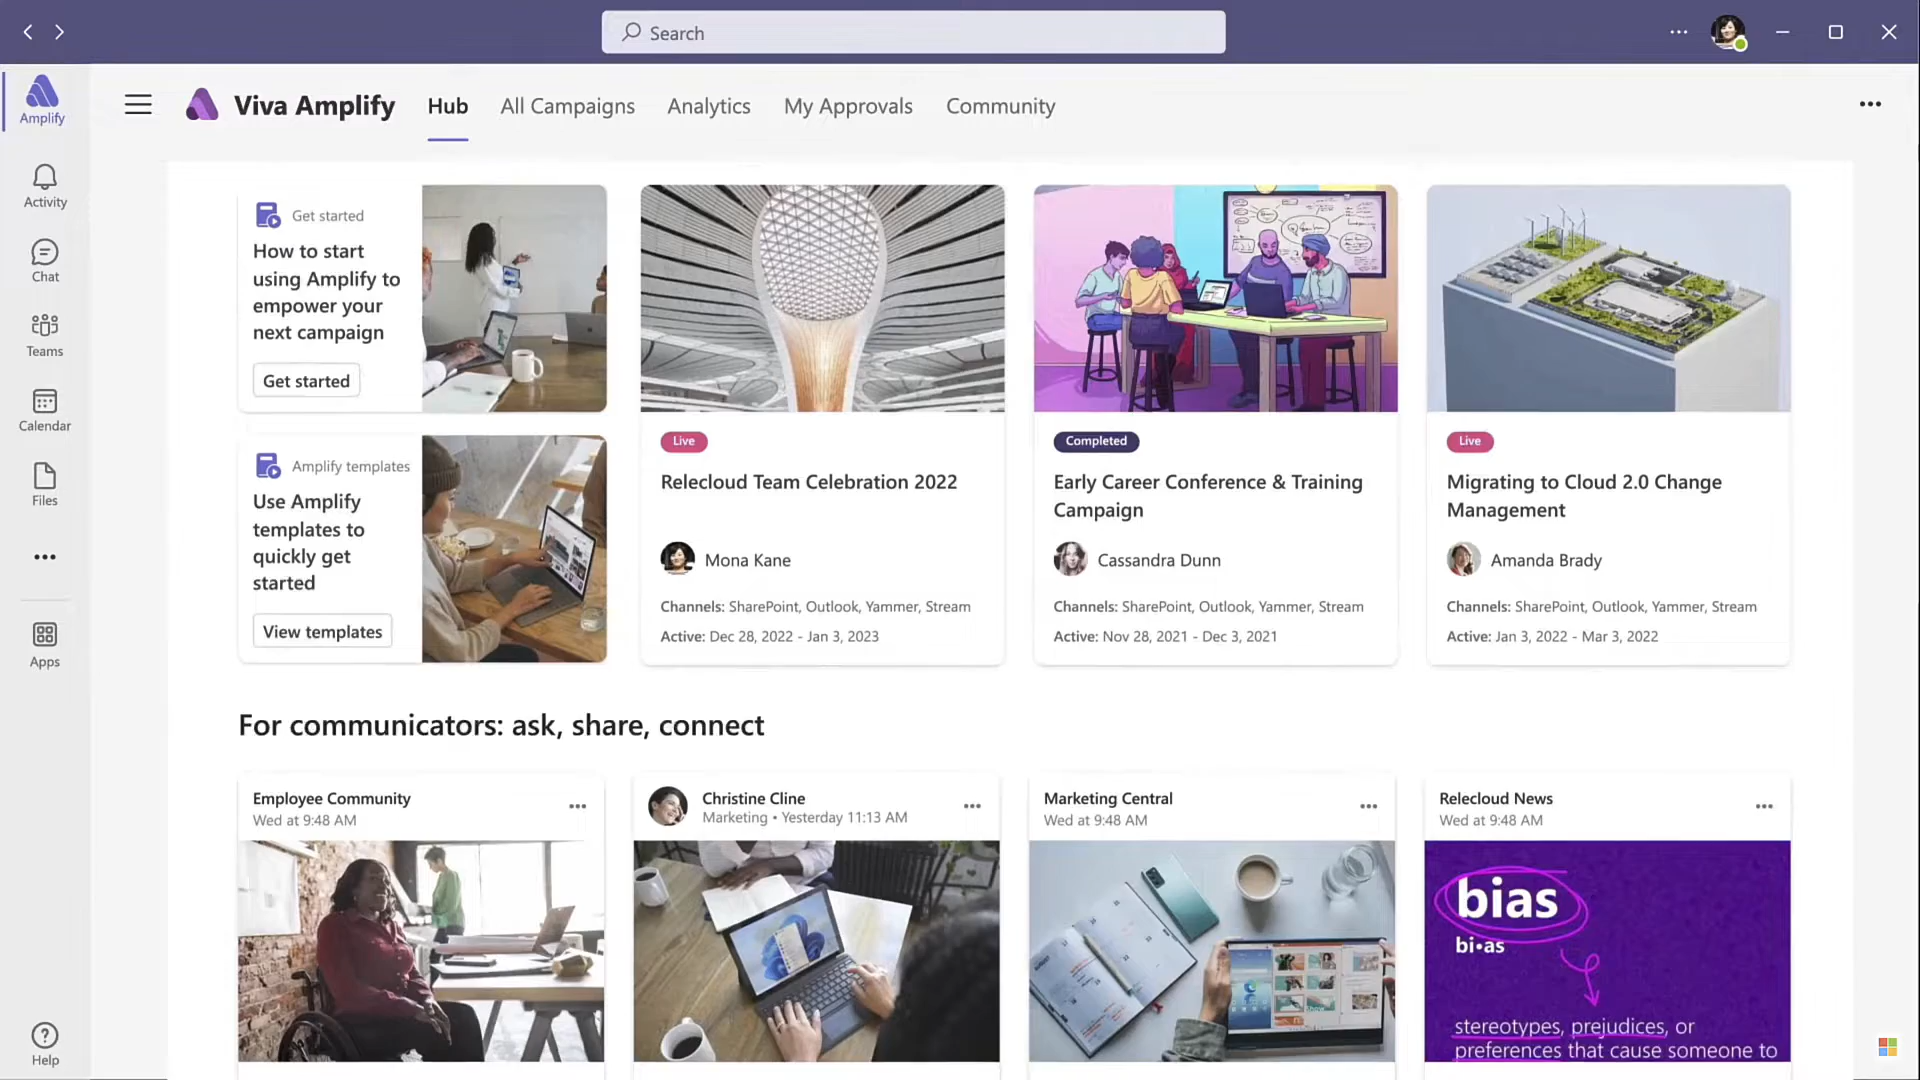 Search
Amplify
Viva Amplify
Hub
All Campaigns
Analytics
My Approvals
Community
Activity
Chat
Teams
Calendar
Files
Apps
Help
Get started
How to start
using Amplify to
empower your
next campaign
Get started
Amplify templates
Use Amplify
templates to
quickly get
started
View templates
Live
Relecloud Team Celebration 2022
Mona Kane
Channels: SharePoint, Outlook, Yammer, Stream
Active: Dec 28, 2022 - Jan 3, 2023
Completed
Early Career Conference & Training
Campaign
Cassandra Dunn
Channels: SharePoint, Outlook, Yammer, Stream
Active: Nov 28, 2021 - Dec 3, 2021
Live
Migrating to Cloud 2.0 Change
Management
Amanda Brady
Channels: SharePoint, Outlook, Yammer, Stream
Active: Jan 3, 2022 - Mar 3, 2022
For communicators: ask, share, connect
Employee Community
Wed at 9:48 AM
Christine Cline
Marketing • Yesterday 11:13 AM
Marketing Central
Wed at 9:48 AM
Relecloud News
Wed at 9:48 AM
bias
bi•as
stereotypes, prejudices, or
preferences that cause someone to